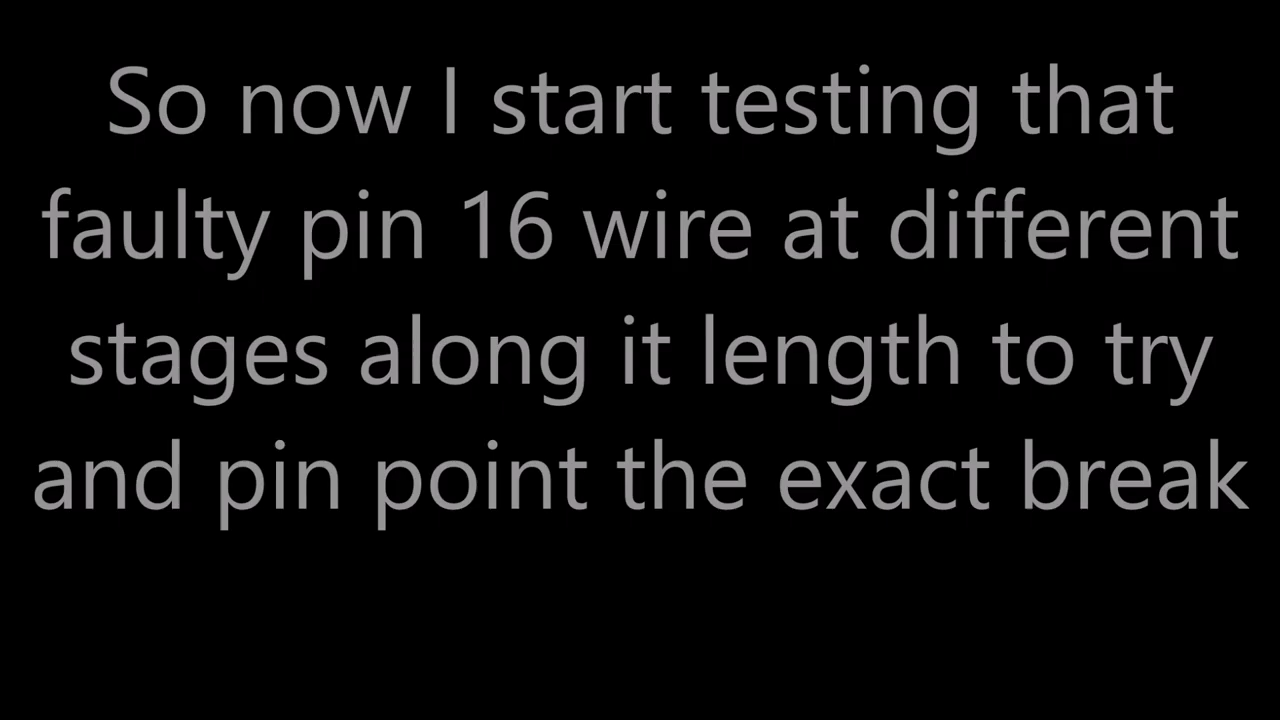 So now I start testing that
faulty pin 16 wire at different
stages along it length to try
and pin point the exact break